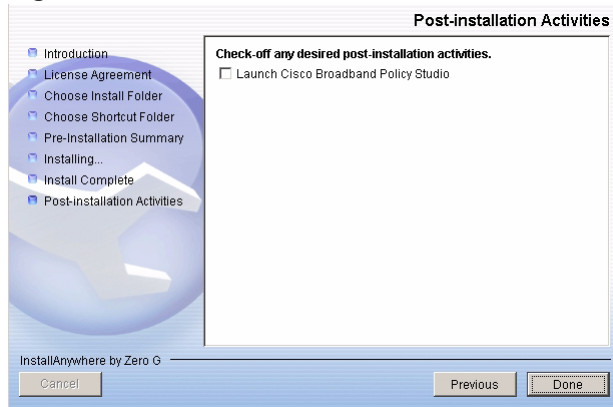 Post-installation Activities
Introduction
License Agreement
Choose Install Folder
Choose Shortcut Folder
Pre-Installation Summary
Installing...
Install Complete
Post-installation Activities
Check-off any desired post-installation activities.
Launch Cisco Broadband Policy Studio
InstallAnywhere by Zero G
Cancel
Previous
Done